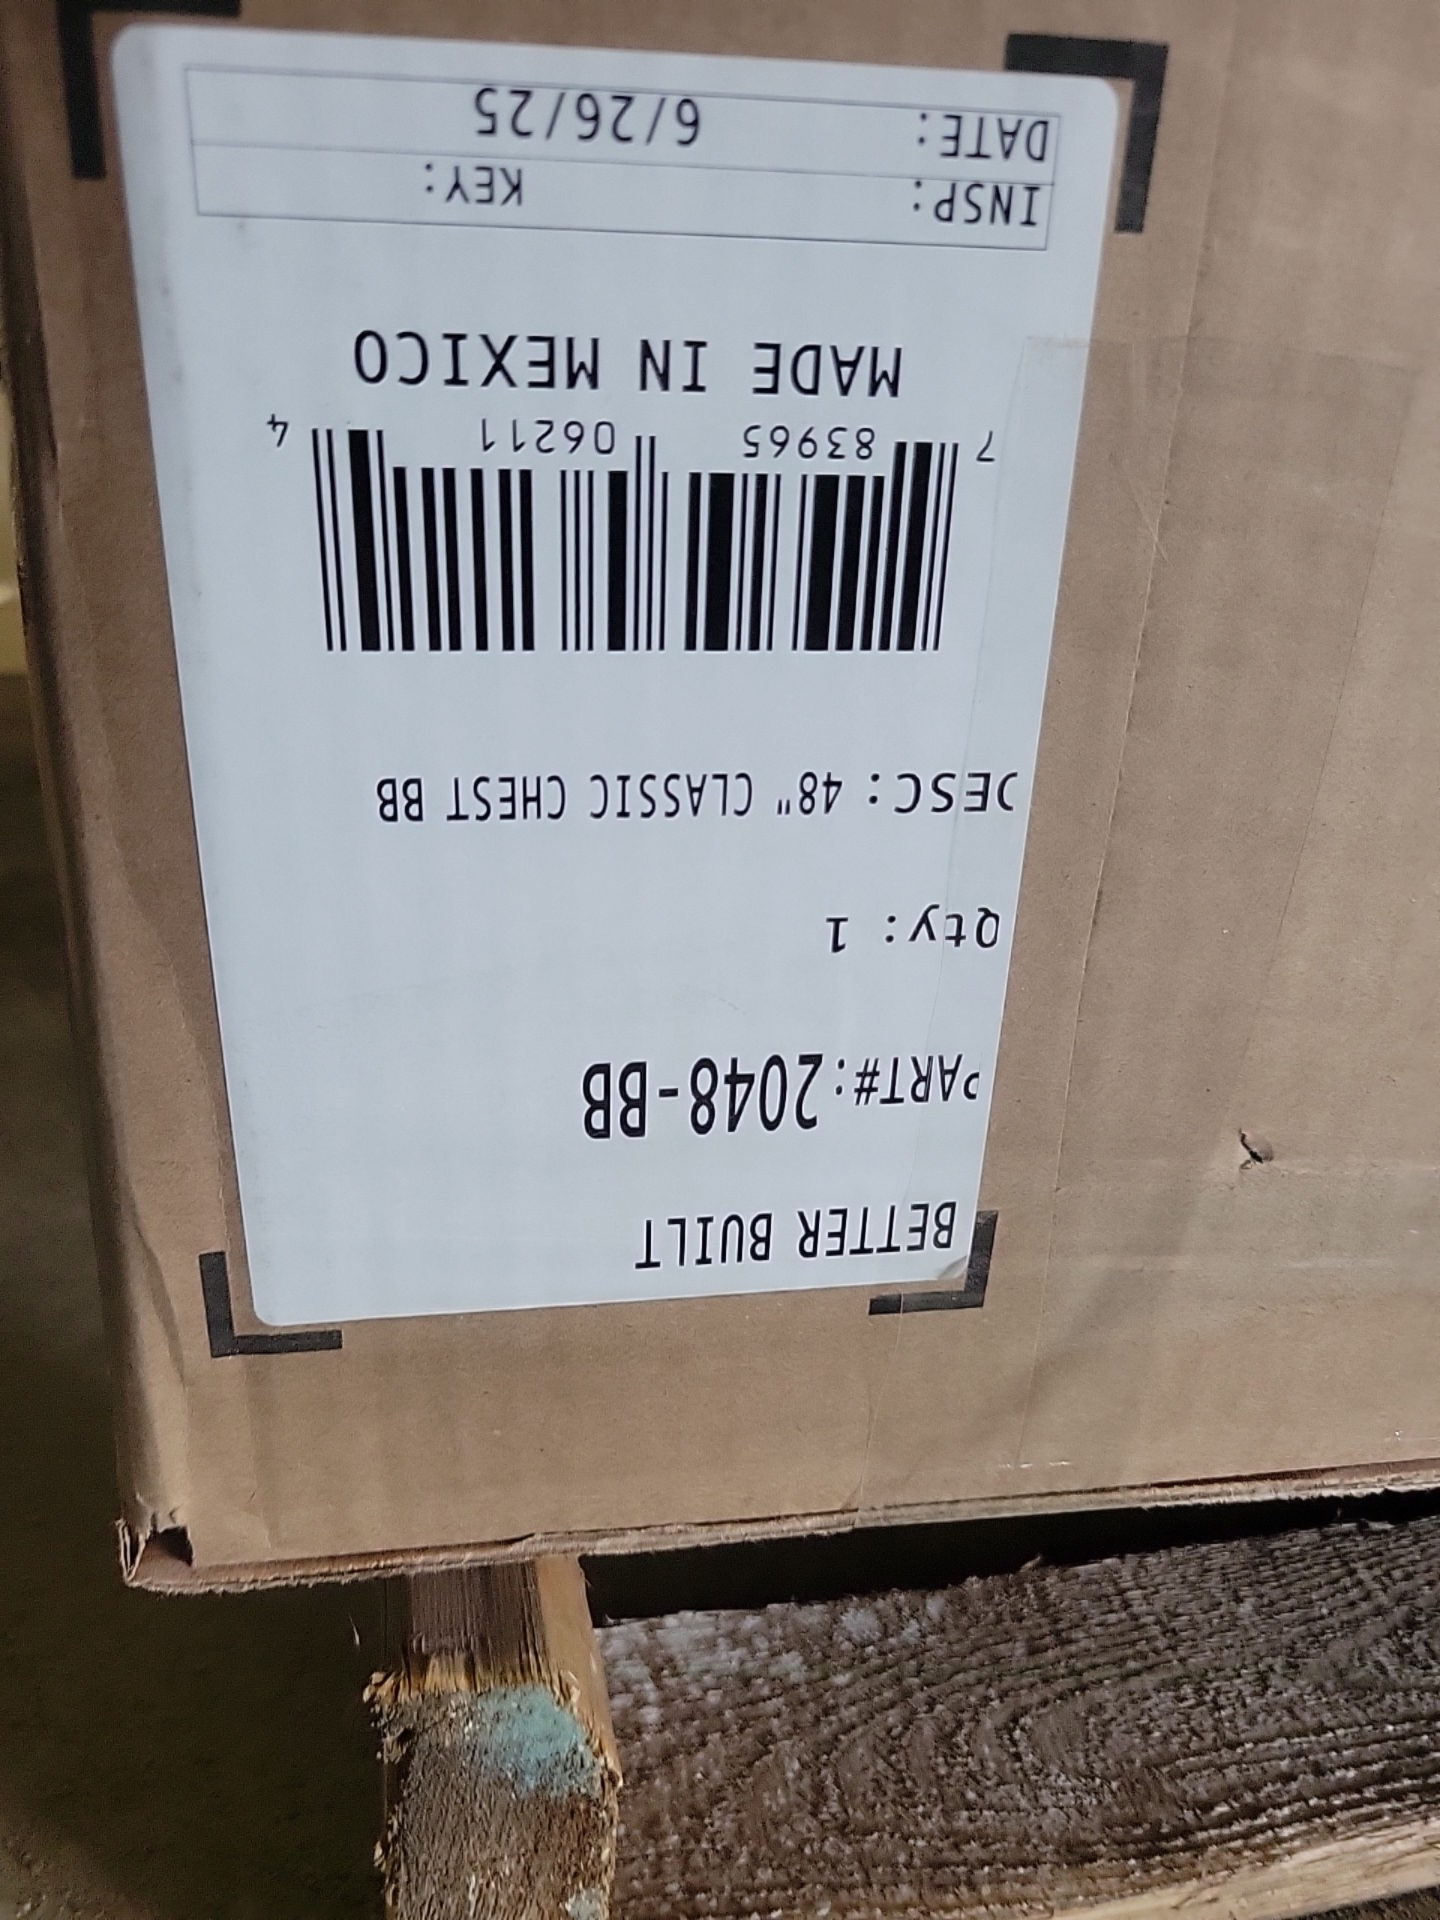 BETTER BUILT
PART#:2048-BB
Qty: 1
DESC: 48" CLASSIC CHEST BB
7 83965 06211 4
MADE IN MEXICO
INSP: KEY:
DATE: 6/26/25